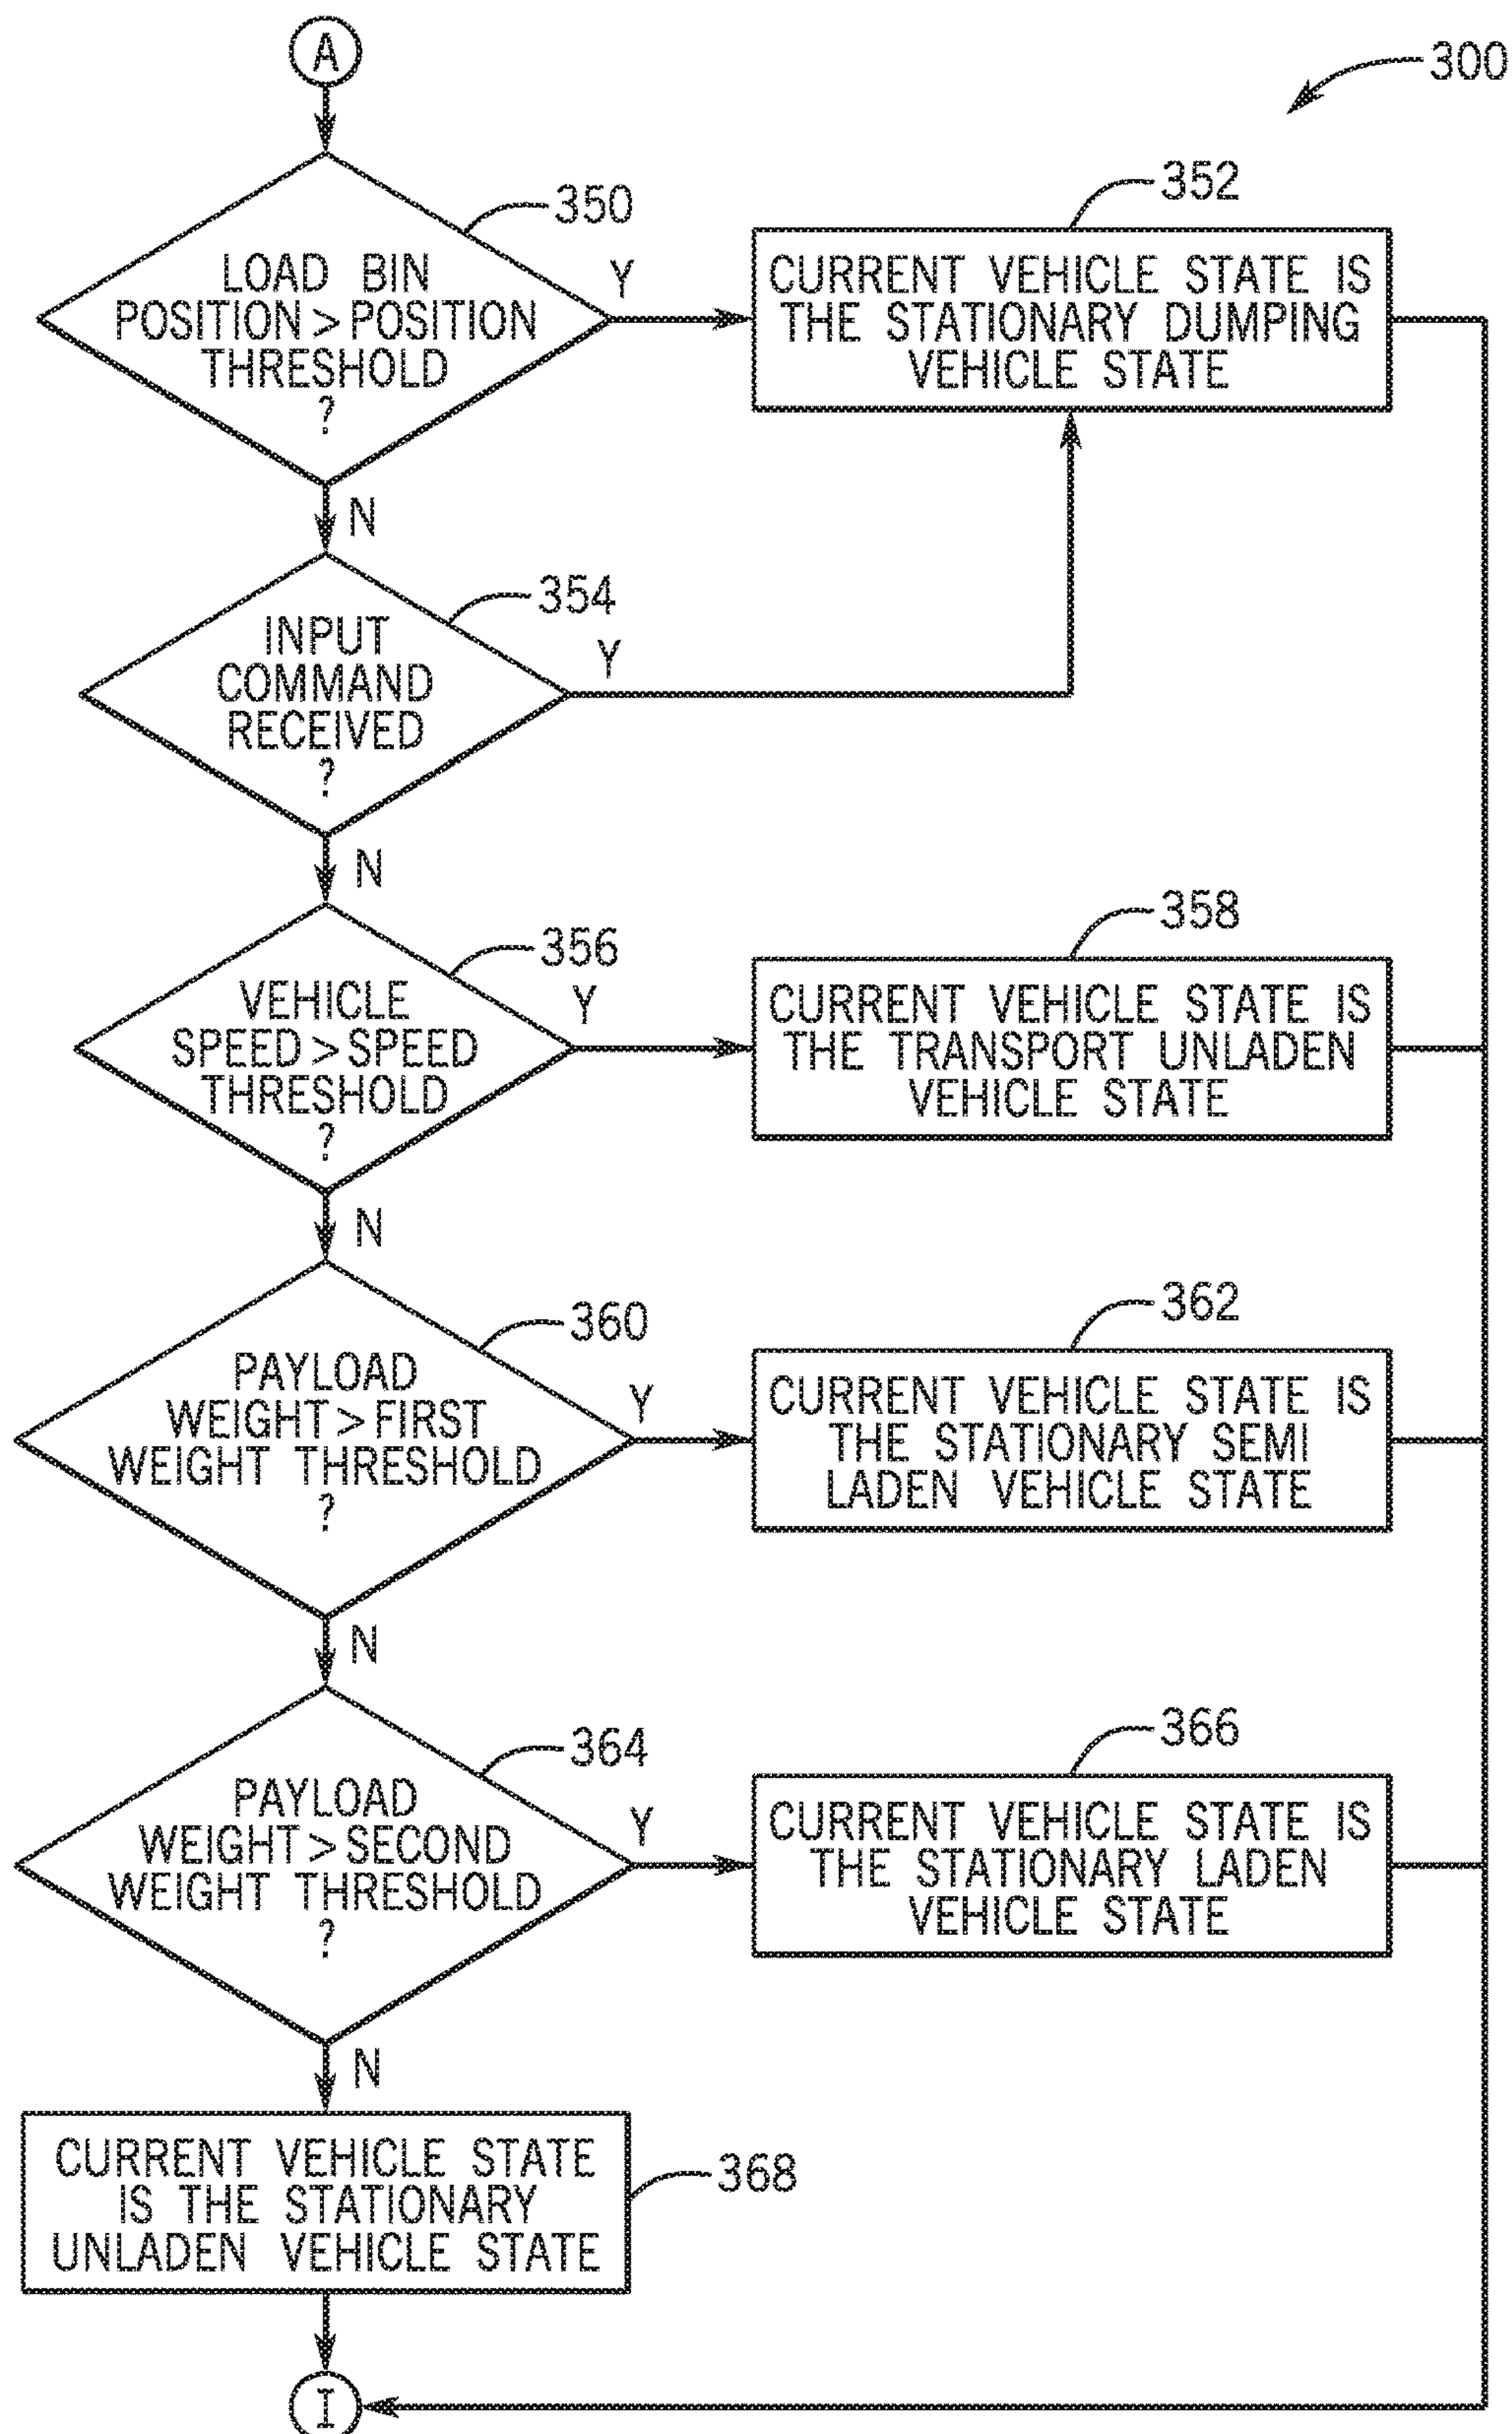 A
300
350
LOAD BIN
POSITION > POSITION
THRESHOLD
?
Y
352
CURRENT VEHICLE STATE IS
THE STATIONARY DUMPING
VEHICLE STATE
N
354
INPUT
COMMAND
RECEIVED
?
Y
N
356
VEHICLE
SPEED > SPEED
THRESHOLD
?
Y
358
CURRENT VEHICLE STATE IS
THE TRANSPORT UNLADEN
VEHICLE STATE
N
360
PAYLOAD
WEIGHT > FIRST
WEIGHT THRESHOLD
?
Y
362
CURRENT VEHICLE STATE IS
THE STATIONARY SEMI
LADEN VEHICLE STATE
N
364
PAYLOAD
WEIGHT > SECOND
WEIGHT THRESHOLD
?
Y
366
CURRENT VEHICLE STATE IS
THE STATIONARY LADEN
VEHICLE STATE
N
CURRENT VEHICLE STATE
IS THE STATIONARY
UNLADEN VEHICLE STATE
368
I